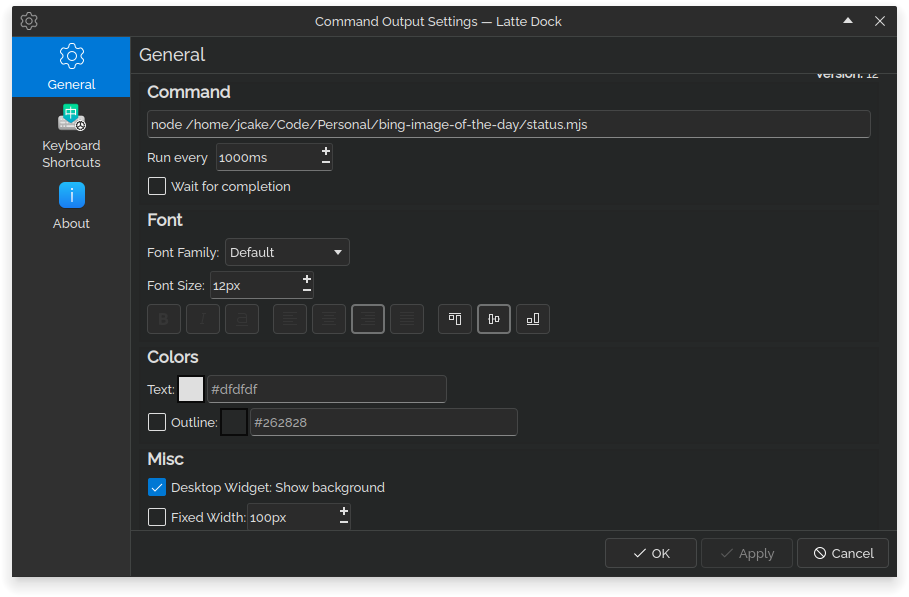 Command Output Settings — Latte Dock
General
Keyboard
Shortcuts
About
General
Version: 12
Command
node /home/jcake/Code/Personal/bing-image-of-the-day/status.mjs
Run every 1000ms
Wait for completion
Font
Font Family: Default
Font Size: 12px
Colors
Text: #dfdfdf
Outline: #262828
Misc
Desktop Widget: Show background
Fixed Width: 100px
OK Apply Cancel